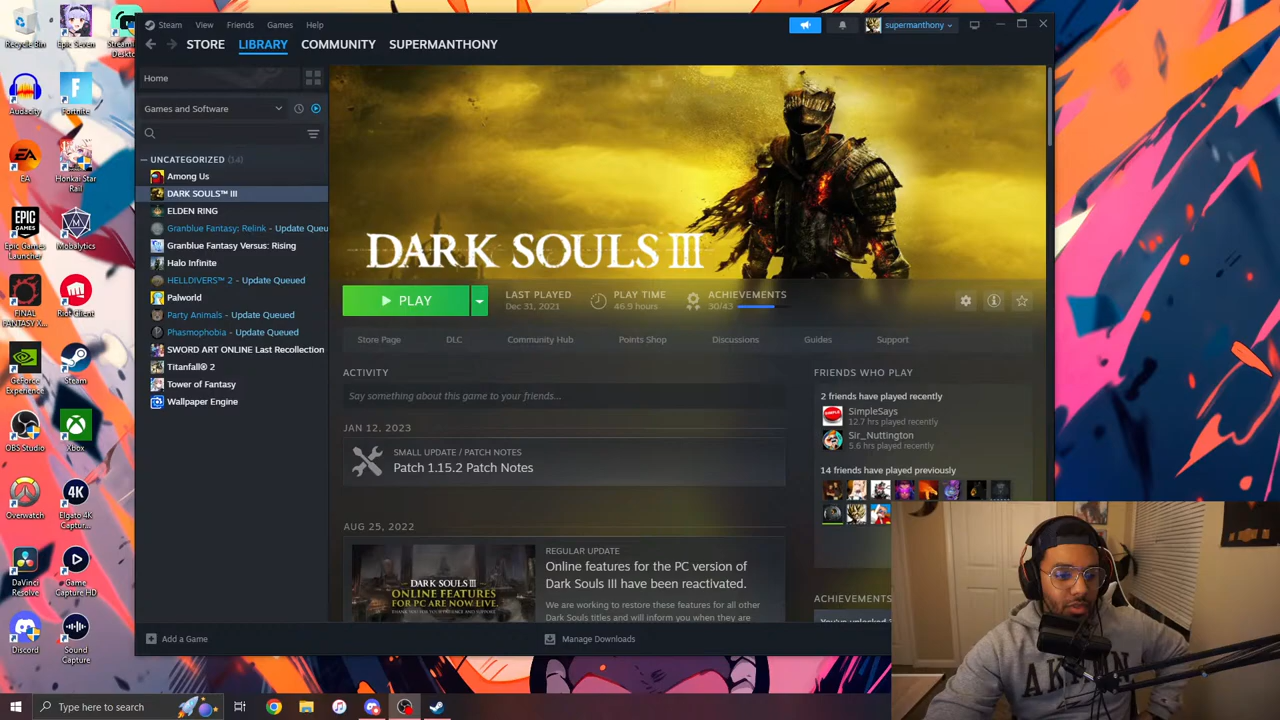 Recycle Bin
Epic Seven
Audacity
Fortnite
EA
Honkai Star
Rail
Epic Games
Launcher
Mobalytics
FINAL
FANTASY X...
Riot Client
GeForce
Experience
Steam
OBS Studio
Xbox
Overwatch
4K
Elgato 4K
Capture...
DaVinci
Resolve
Game
Capture HD
Discord
Sound
Capture
Steam View Friends Games Help
supermanthony
STORE LIBRARY COMMUNITY SUPERMANTHONY
Home
Games and Software
UNCATEGORIZED (14)
Among Us
DARK SOULS™ III
ELDEN RING
Granblue Fantasy: Relink - Update Queu
Granblue Fantasy Versus: Rising
Halo Infinite
HELLDIVERS™ 2 - Update Queued
Palworld
Party Animals - Update Queued
Phasmophobia - Update Queued
SWORD ART ONLINE Last Recollection
Titanfall® 2
Tower of Fantasy
Wallpaper Engine
Add a Game
DARK SOULS III
PLAY
LAST PLAYED
Dec 31, 2021
PLAY TIME
46.9 hours
ACHIEVEMENTS
30/43
Store Page DLC Community Hub Points Shop Discussions Guides Support
ACTIVITY
Say something about this game to your friends...
JAN 12, 2023
SMALL UPDATE / PATCH NOTES
Patch 1.15.2 Patch Notes
AUG 25, 2022
DARK SOULS III
ONLINE FEATURES
FOR PC ARE NOW LIVE.
REGULAR UPDATE
Online features for the PC version of
Dark Souls III have been reactivated.
We are working to restore these features for all other
Dark Souls titles and will inform you when they are
FRIENDS WHO PLAY
2 friends have played recently
SimpleSays
12.7 hrs played recently
Sir_Nuttington
5.6 hrs played recently
14 friends have played previously
ACHIEVEMENTS
Manage Downloads
Type here to search